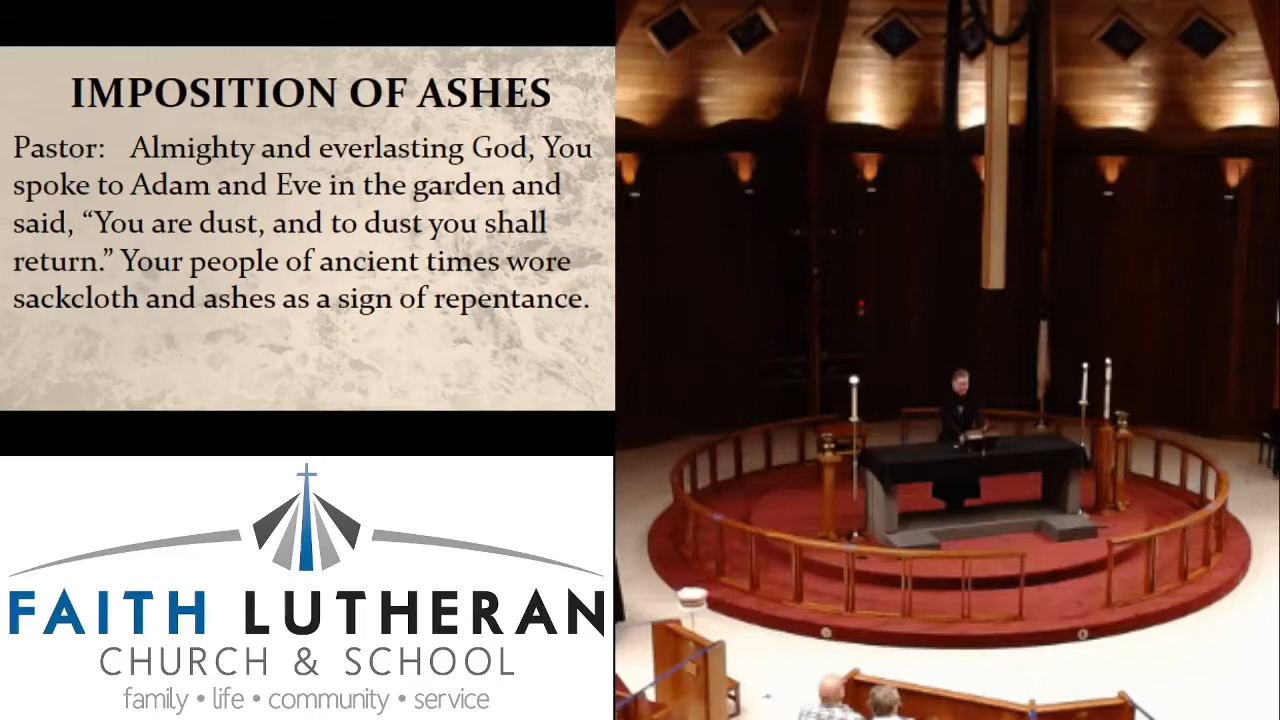 IMPOSITION OF ASHES
Pastor: Almighty and everlasting God, You
spoke to Adam and Eve in the garden and
said, “You are dust, and to dust you shall
return.” Your people of ancient times wore
sackcloth and ashes as a sign of repentance.
FAITH LUTHERAN
CHURCH & SCHOOL
family • life • community • service